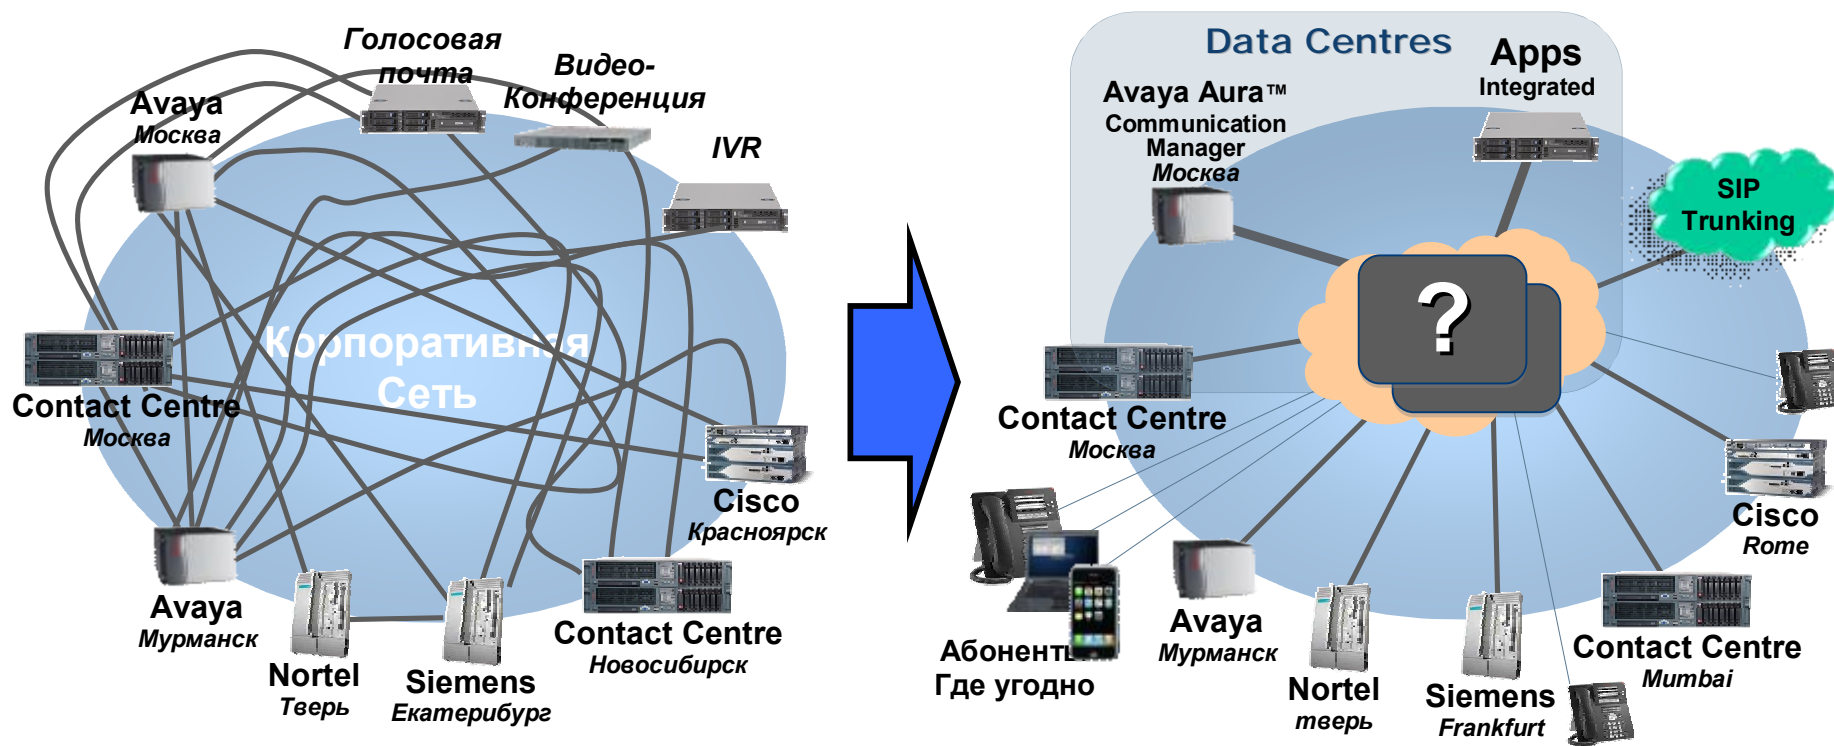 Голосовая
почта
Видео-
Конференция
IVR
Avaya
Москва
Корпоративная
Сеть
Contact Centre
Москва
Cisco
Красноярск
Avaya
Мурманск
Nortel
Тверь
Siemens
Екатерибург
Contact Centre
Новосибирск
Data Centres
Apps
Integrated
Avaya Aura™
Communication
Manager
Москва
SIP
Trunking
?
Contact Centre
Москва
Cisco
Rome
Абоненты
Где угодно
Avaya
Мурманск
Nortel
тверь
Siemens
Frankfurt
Contact Centre
Mumbai